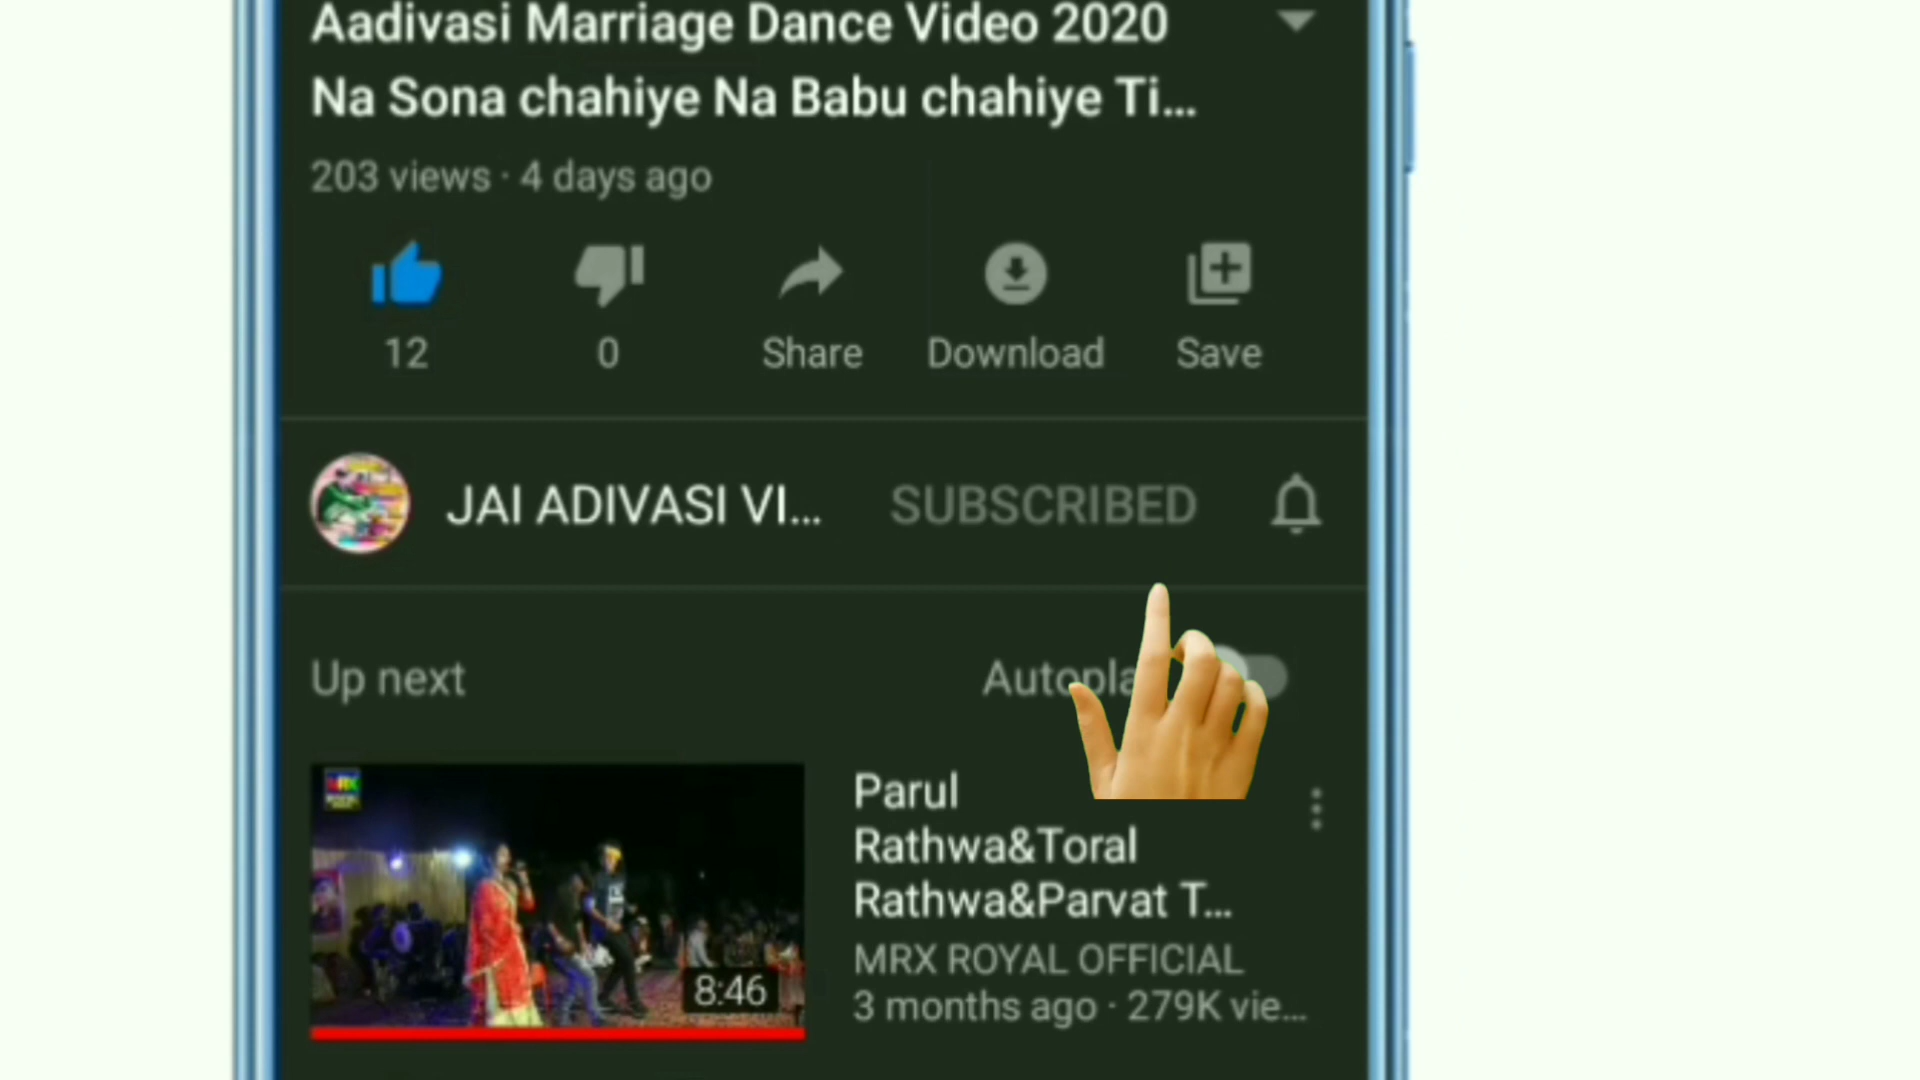 Aadivasi Marriage Dance Video 2020
Na Sona chahiye Na Babu chahiye Ti...
203 views · 4 days ago
12
0
Share
Download
Save
JAI ADIVASI VI...
SUBSCRIBED
Up next
Autopla
Parul
Rathwa&Toral
Rathwa&Parvat T...
MRX ROYAL OFFICIAL
3 months ago · 279K vie...
8:46